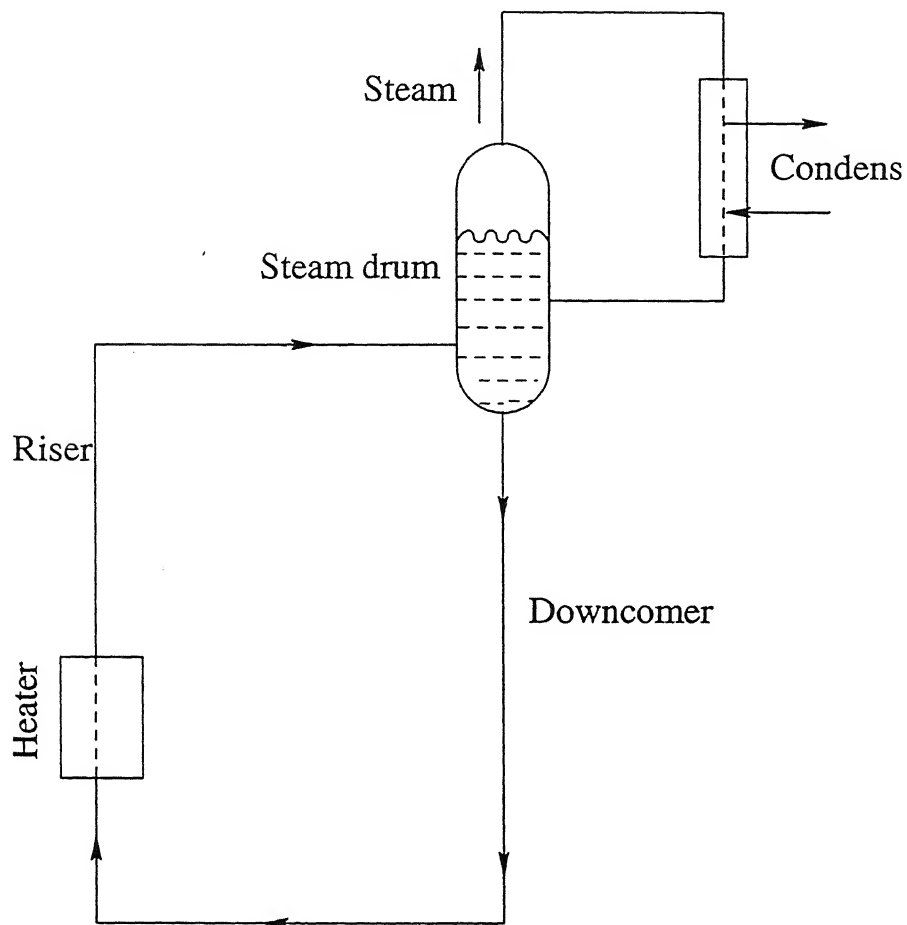 Steam
Condens
Steam drum
Riser
Downcomer
Heater